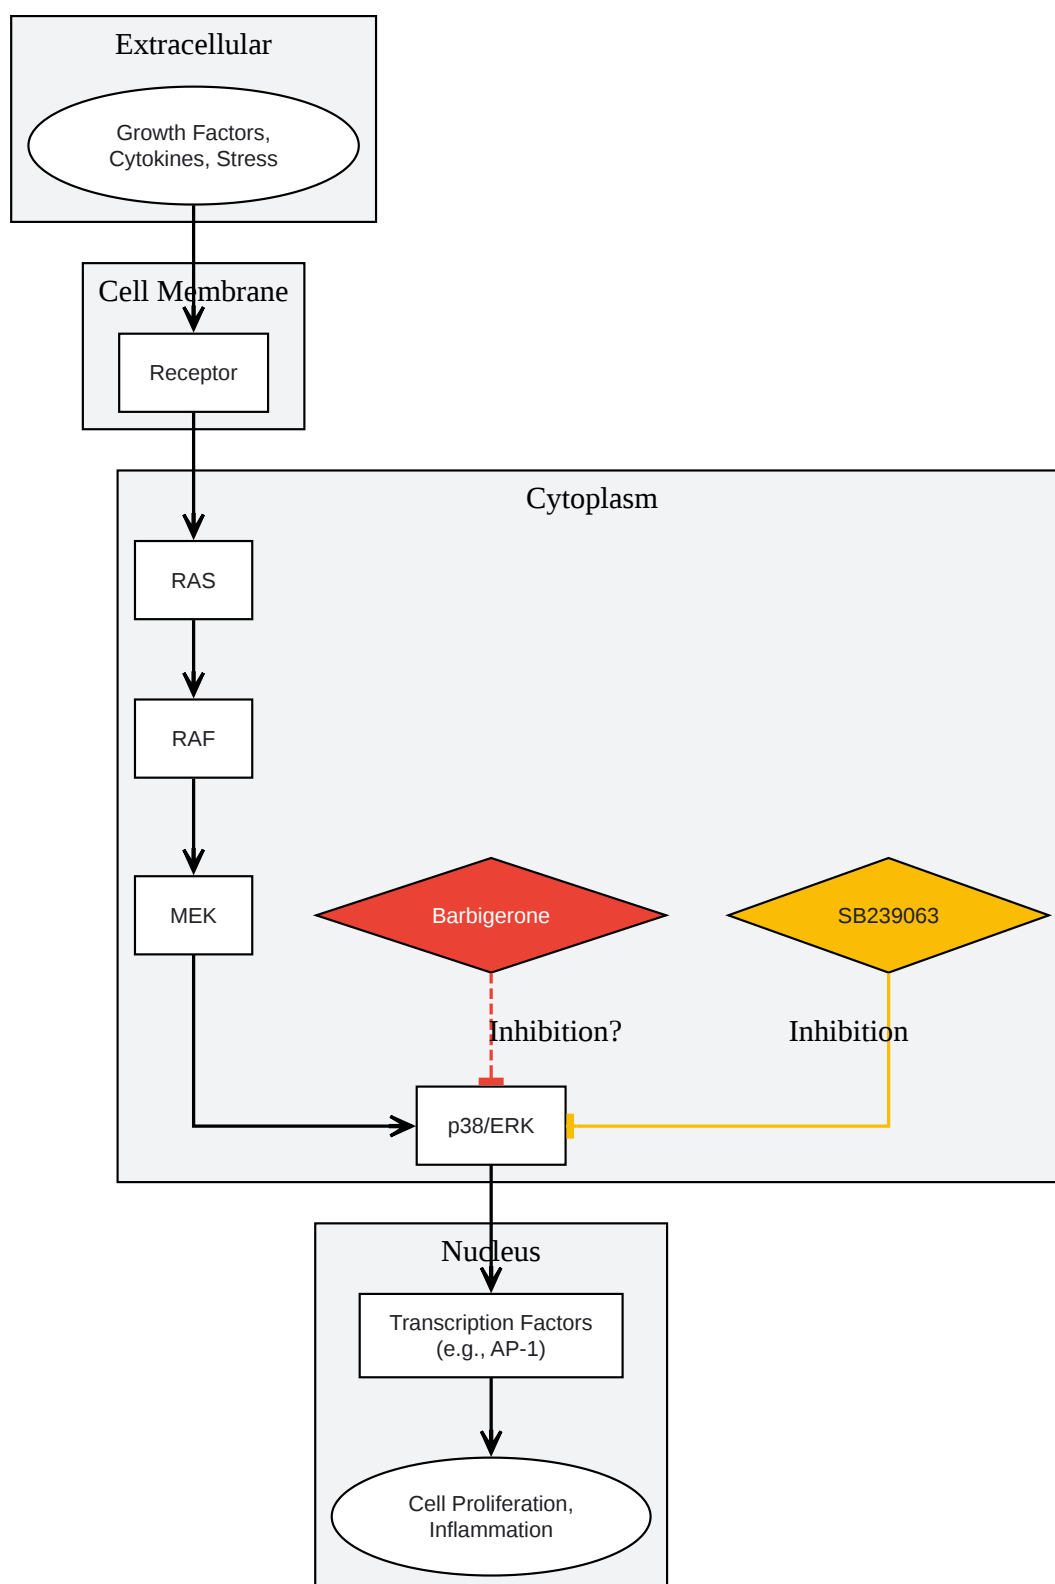 Extracellular
Growth Factors,
Cytokines, Stress
Cell Membrane
Receptor
Cytoplasm
RAS
RAF
MEK
Barbigerone
SB239063
Inhibition?
Inhibition
p38/ERK
Nucleus
Transcription Factors
(e.g., AP-1)
Cell Proliferation,
Inflammation